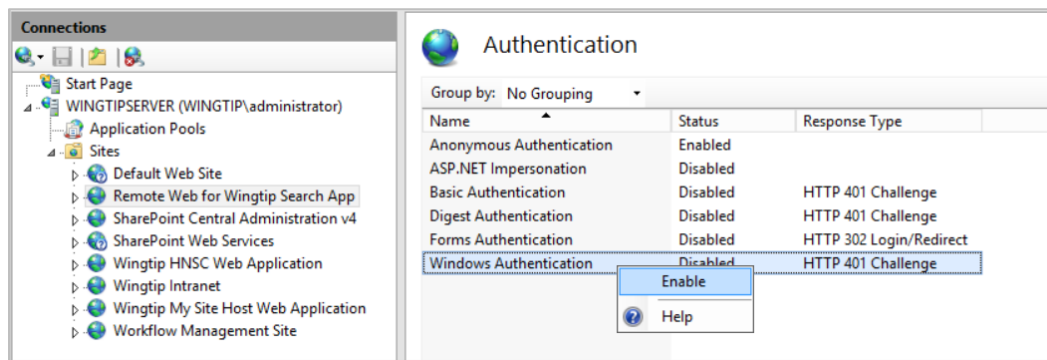 Connections
Start Page
WINGTIPSERVER (WINGTIP\administrator)
Application Pools
Sites
Default Web Site
Remote Web for Wingtip Search App
SharePoint Central Administration v4
SharePoint Web Services
Wingtip HNSC Web Application
Wingtip Intranet
Wingtip My Site Host Web Application
Workflow Management Site
Authentication
Group by: No Grouping
Name Status Response Type
Anonymous Authentication Enabled
ASP.NET Impersonation Disabled
Basic Authentication Disabled HTTP 401 Challenge
Digest Authentication Disabled HTTP 401 Challenge
Forms Authentication Disabled HTTP 302 Login/Redirect
Windows Authentication Disabled HTTP 401 Challenge
Enable
Help